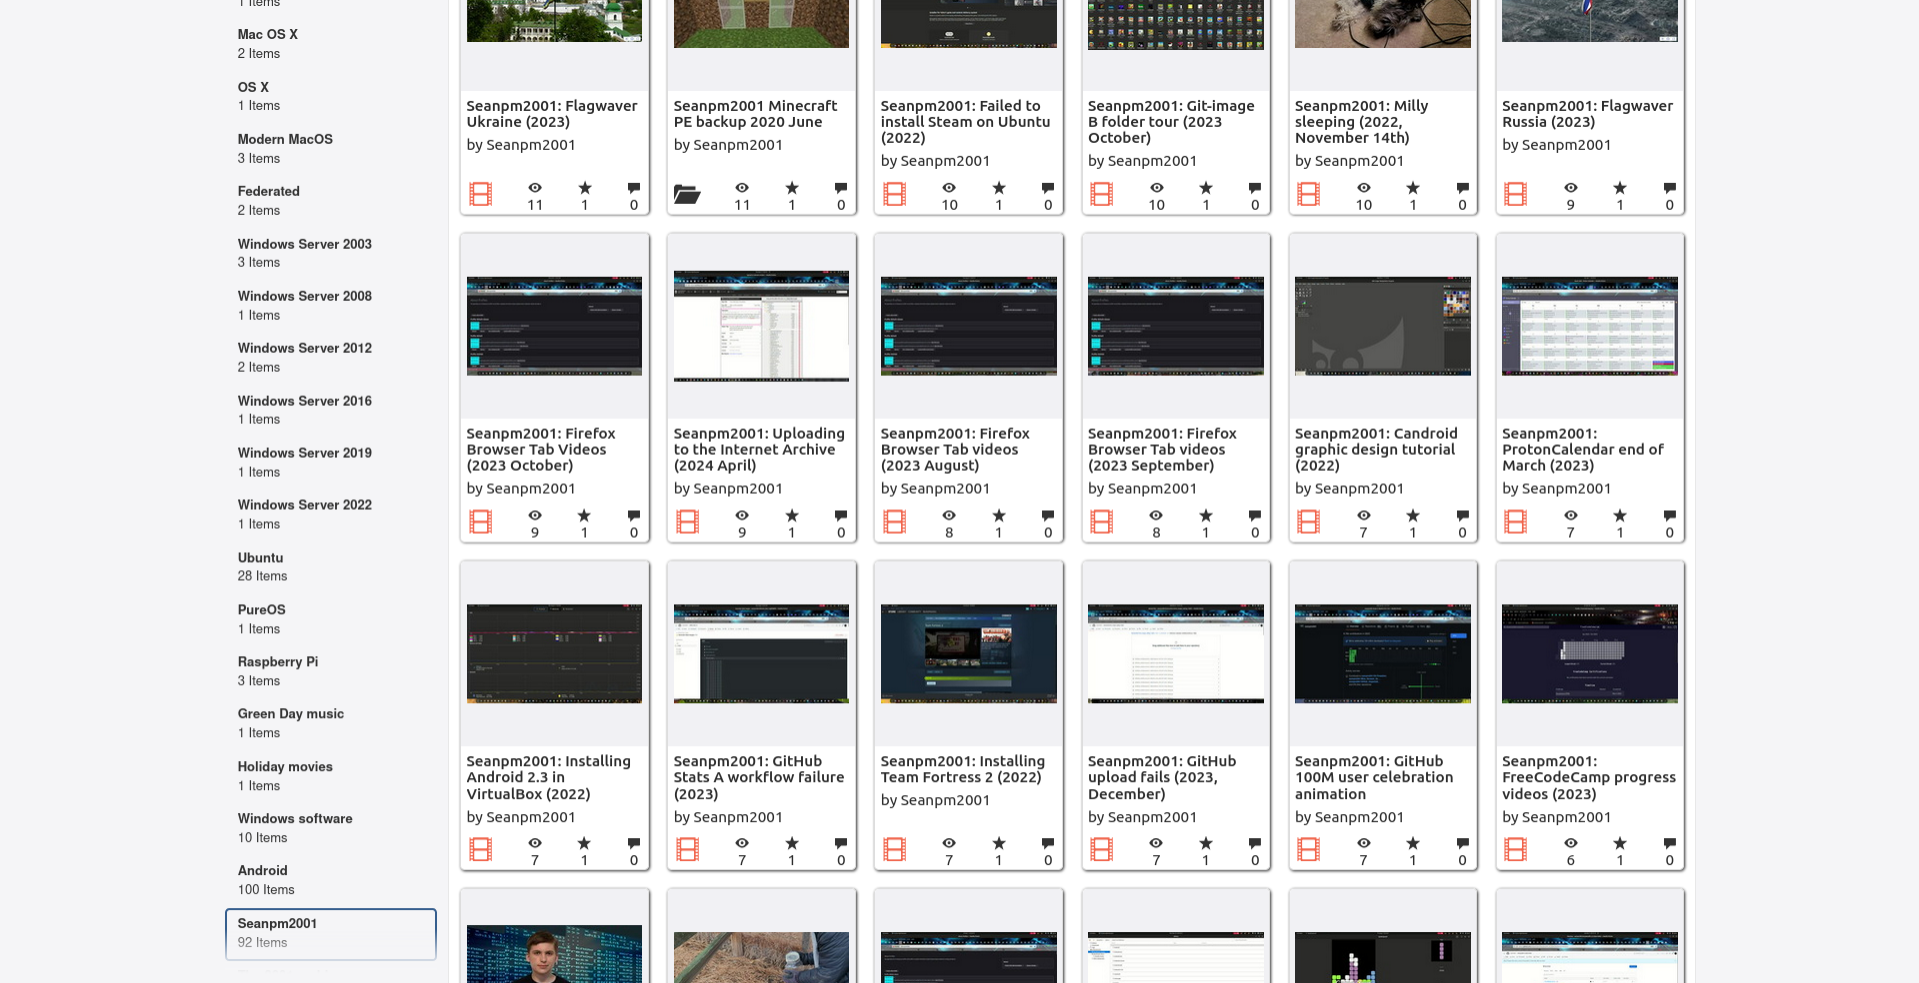 1 Items
Mac OS X
2 Items
OS X
1 Items
Modern MacOS
3 Items
Federated
2 Items
Windows Server 2003
3 Items
Windows Server 2008
1 Items
Windows Server 2012
2 Items
Windows Server 2016
1 Items
Windows Server 2019
1 Items
Windows Server 2022
1 Items
Ubuntu
28 Items
PureOS
1 Items
Raspberry Pi
3 Items
Green Day music
1 Items
Holiday movies
1 Items
Windows software
10 Items
Android
100 Items
Seanpm2001
92 Items
Seanpm2001: Flagwaver
Ukraine (2023)
by Seanpm2001
11 1 0
Seanpm2001 Minecraft
PE backup 2020 June
by Seanpm2001
11 1 0
Seanpm2001: Failed to
install Steam on Ubuntu
(2022)
by Seanpm2001
10 1 0
Seanpm2001: Git-image
B folder tour (2023
October)
by Seanpm2001
10 1 0
Seanpm2001: Milly
sleeping (2022,
November 14th)
by Seanpm2001
10 1 0
Seanpm2001: Flagwaver
Russia (2023)
by Seanpm2001
9 1 0
Seanpm2001: Firefox
Browser Tab Videos
(2023 October)
by Seanpm2001
9 1 0
Seanpm2001: Uploading
to the Internet Archive
(2024 April)
by Seanpm2001
9 1 0
Seanpm2001: Firefox
Browser Tab videos
(2023 August)
by Seanpm2001
8 1 0
Seanpm2001: Firefox
Browser Tab videos
(2023 September)
by Seanpm2001
8 1 0
Seanpm2001: Candroid
graphic design tutorial
(2022)
by Seanpm2001
7 1 0
Seanpm2001:
ProtonCalendar end of
March (2023)
by Seanpm2001
7 1 0
Seanpm2001: Installing
Android 2.3 in
VirtualBox (2022)
by Seanpm2001
7 1 0
Seanpm2001: GitHub
Stats A workflow failure
(2023)
by Seanpm2001
7 1 0
Seanpm2001: Installing
Team Fortress 2 (2022)
by Seanpm2001
7 1 0
Seanpm2001: GitHub
upload fails (2023,
December)
by Seanpm2001
7 1 0
Seanpm2001: GitHub
100M user celebration
animation
by Seanpm2001
7 1 0
Seanpm2001:
FreeCodeCamp progress
videos (2023)
by Seanpm2001
6 1 0